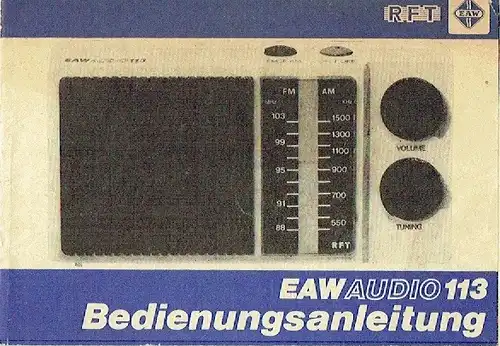 RFT
EAW
EAW AUDIO 113
FM AM
103 1500
1300
99
1100
95 900
91 700
88 550
RFT
VOLUME
TUNING
EAW AUDIO 113
Bedienungsanleitung